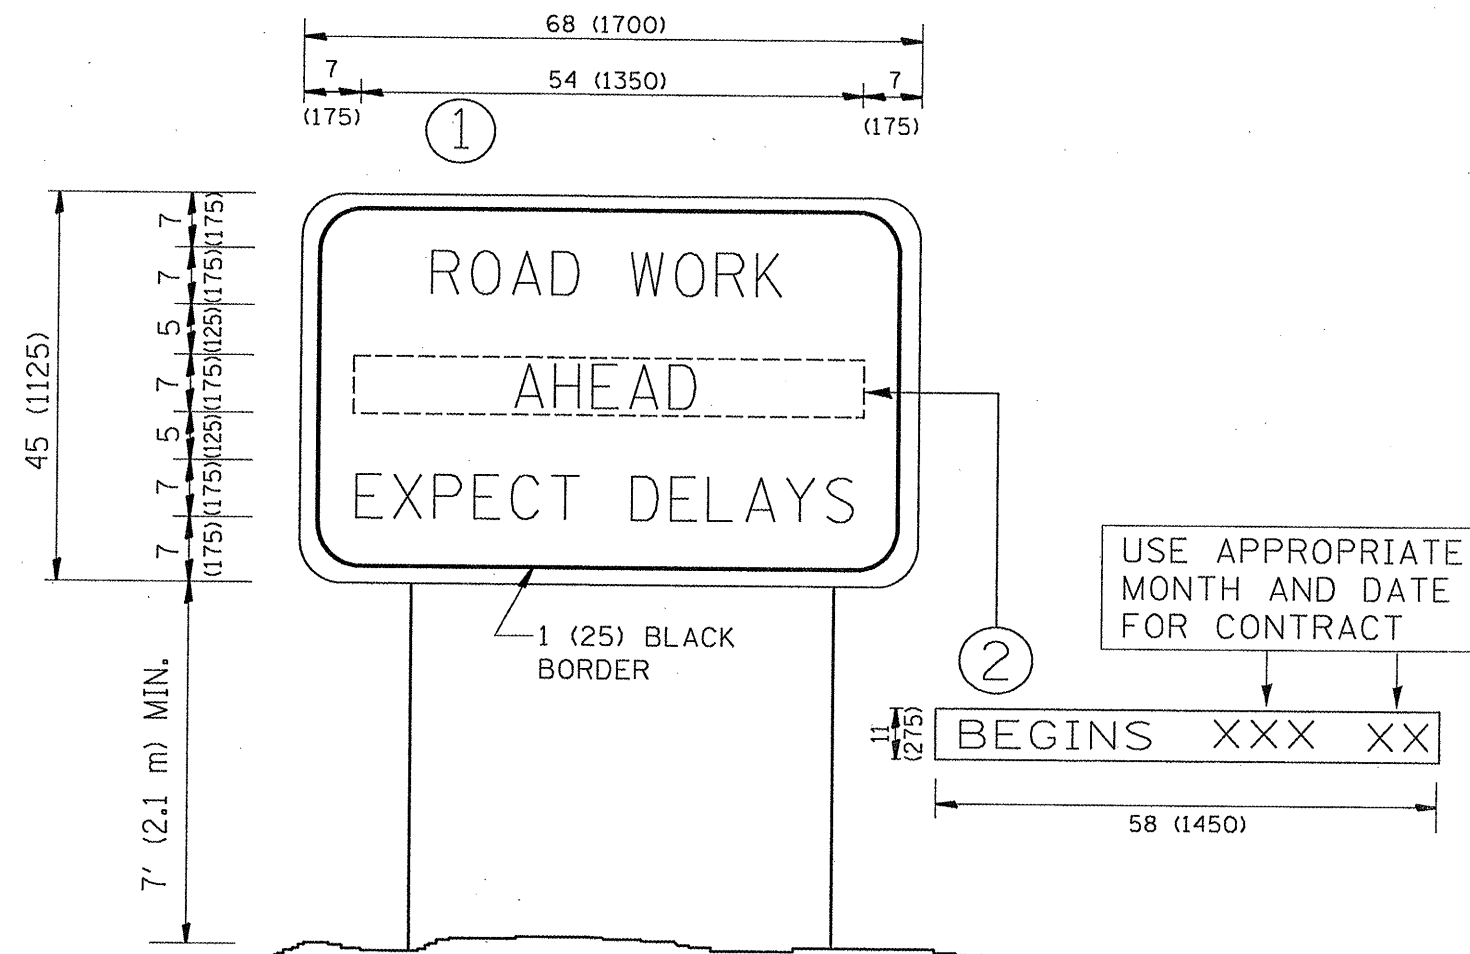 68 (1700)
7
54 (1350)
7
(175)
(175)
1
45 (1125)
7
(175)
7
(175)
5
(125)
7
(175)
5
(125)
7
(175)
7
(175)
ROAD WORK
AHEAD
EXPECT DELAYS
1 (25) BLACK
BORDER
7' (2.1 m) MIN.
2
USE APPROPRIATE
MONTH AND DATE
FOR CONTRACT
11
(275)
BEGINS XXX XX
58 (1450)